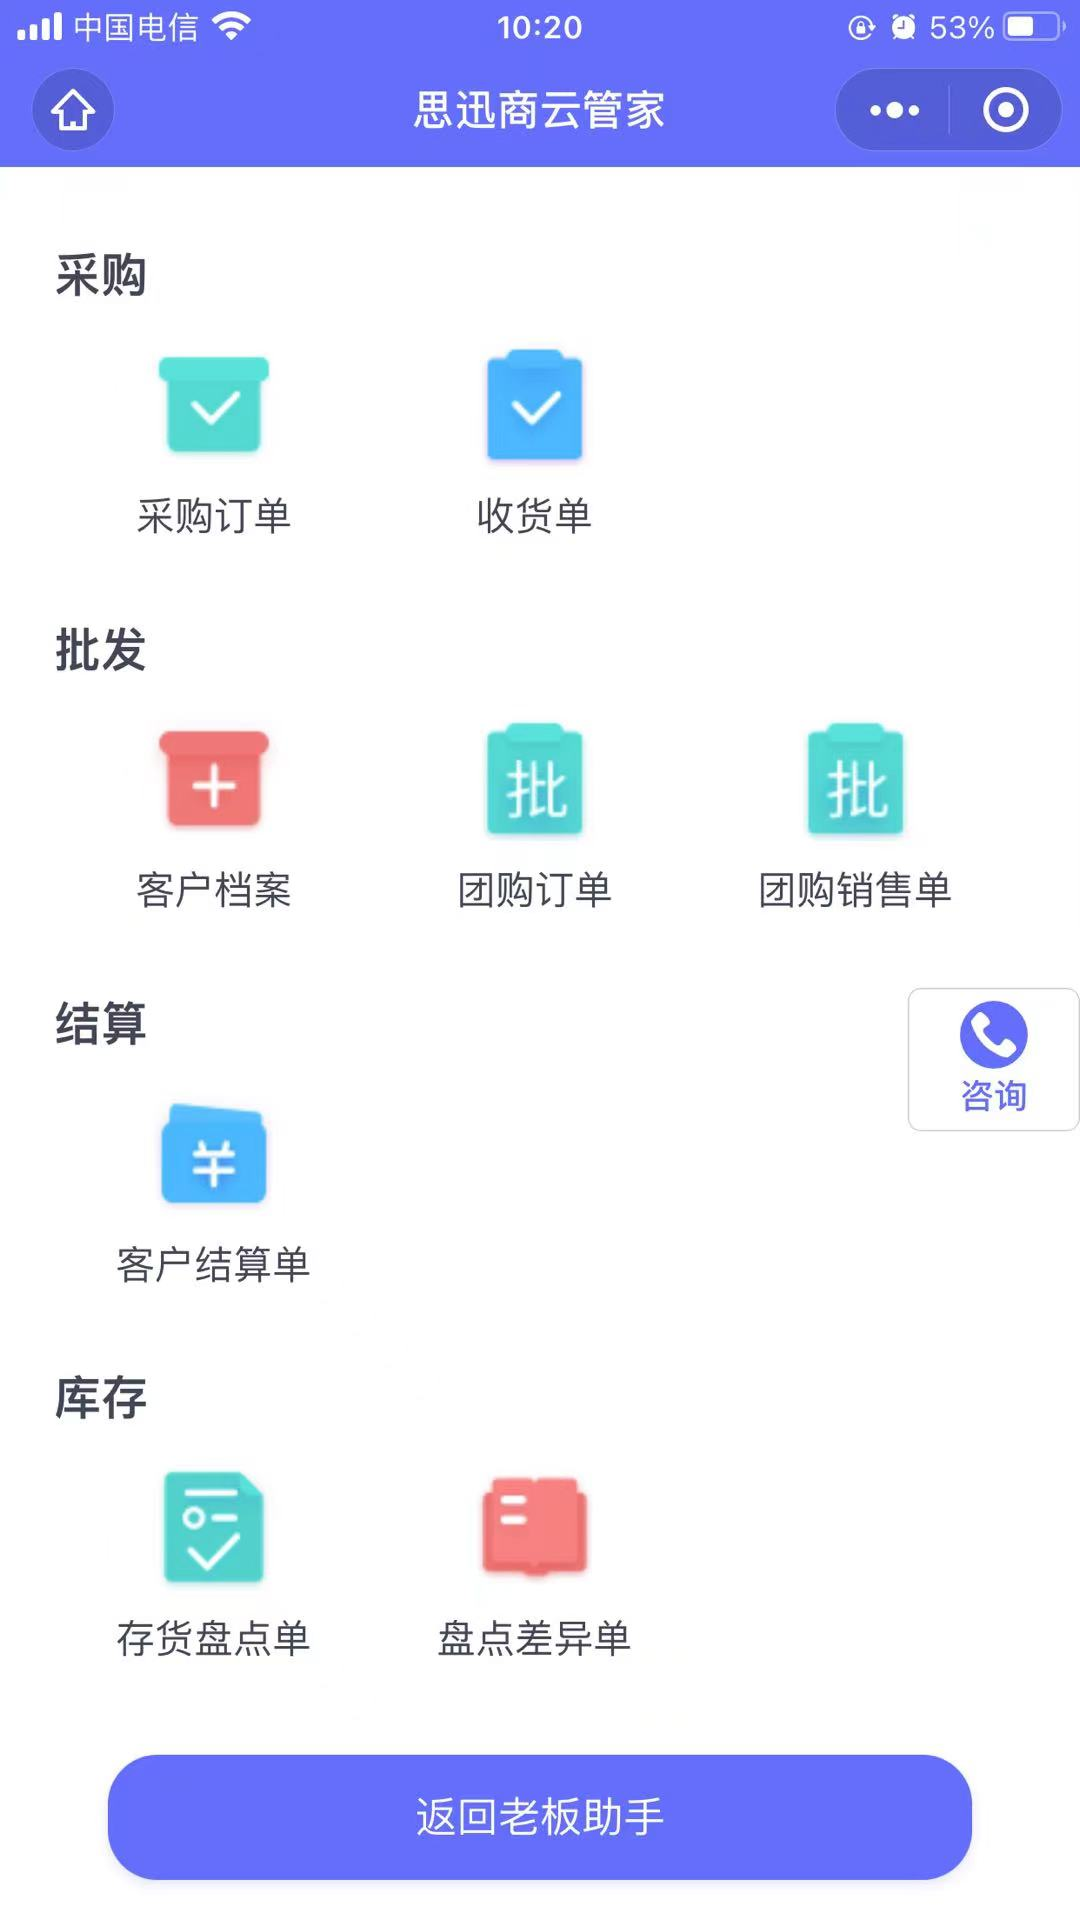 中国电信 10:20 53%
思迅商云管家
采购
采购订单 收货单
批发
批 批
客户档案 团购订单 团购销售单
结算
咨询
客户结算单
库存
存货盘点单 盘点差异单
返回老板助手